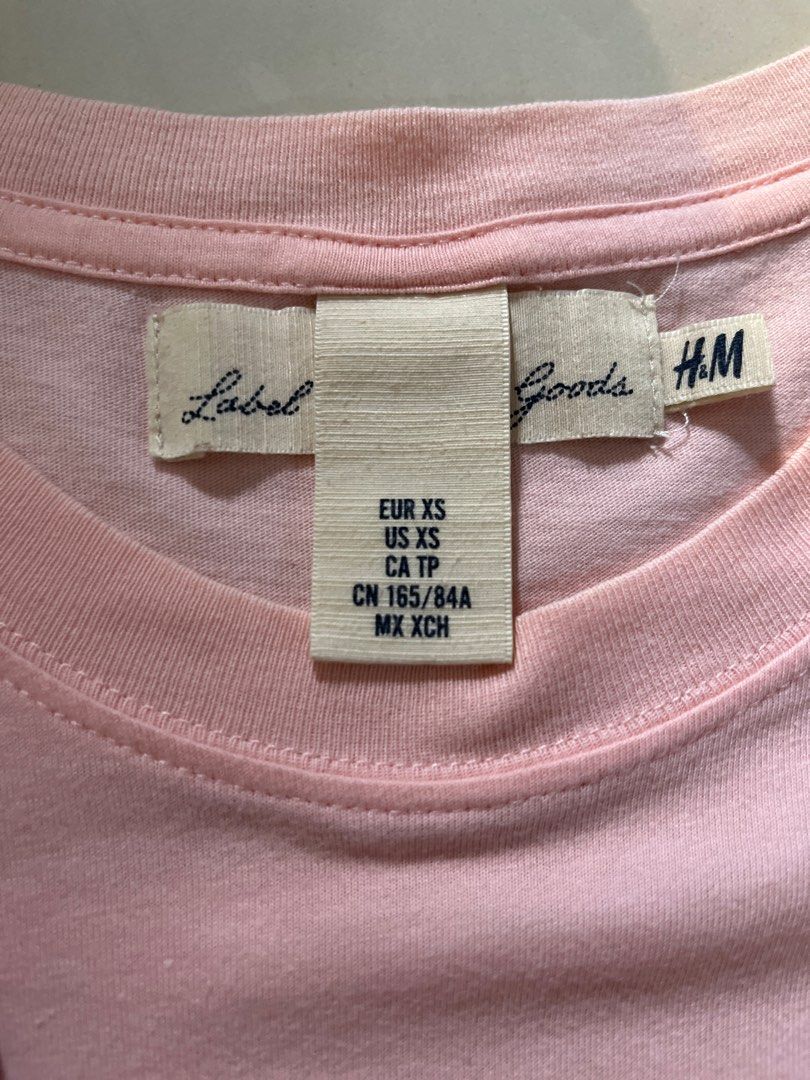 Label Goods
H&M
EUR XS
US XS
CA TP
CN 165/84A
MX XCH